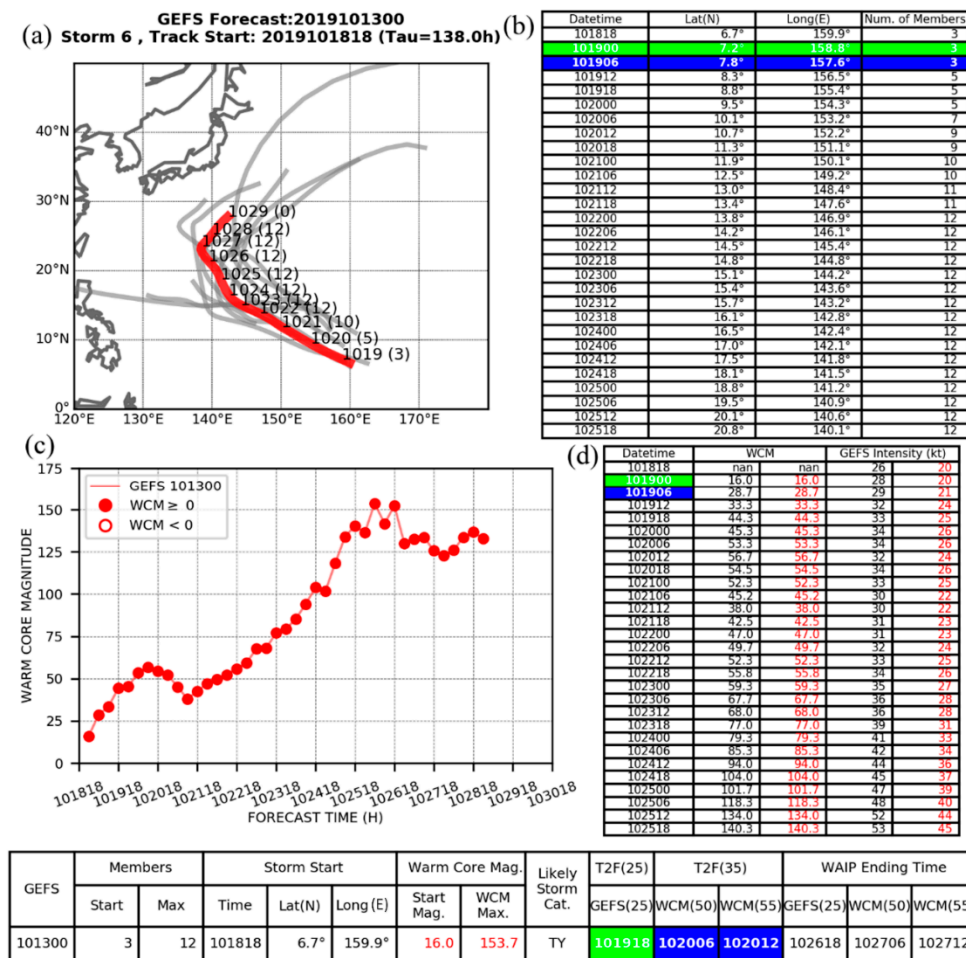 GEFS Forecast:2019101300
(a) Storm 6 , Track Start: 2019101818 (Tau=138.0h)
40°N
30°N
20°N
10°N
0°
120°E 130°E 140°E 150°E 160°E 170°E
1029 (0)
1028 (12)
1027 (12)
1026 (12)
1025 (12)
1024 (12)
1023 (12)
1022 (12)
1021 (10)
1020 (5)
1019 (3)
(b)
Datetime Lat(N) Long(E) Num. of Members
101818 6.7° 159.9° 3
101900 7.2° 158.8° 3
101906 7.8° 157.6° 3
101912 8.3° 156.5° 5
101918 8.8° 155.4° 5
102000 9.5° 154.3° 5
102006 10.1° 153.2° 7
102012 10.7° 152.2° 9
102018 11.3° 151.1° 9
102100 11.9° 150.1° 10
102106 12.5° 149.2° 10
102112 13.0° 148.4° 11
102118 13.4° 147.6° 11
102200 13.8° 146.9° 12
102206 14.2° 146.1° 12
102212 14.5° 145.4° 12
102218 14.8° 144.8° 12
102300 15.1° 144.2° 12
102306 15.4° 143.6° 12
102312 15.7° 143.2° 12
102318 16.1° 142.8° 12
102400 16.5° 142.4° 12
102406 17.0° 142.1° 12
102412 17.5° 141.8° 12
102418 18.1° 141.5° 12
102500 18.8° 141.2° 12
102506 19.5° 140.9° 12
102512 20.1° 140.6° 12
102518 20.8° 140.1° 12
(c)
WARM CORE MAGNITUDE
175
150
125
100
75
50
25
0
GEFS 101300
WCM ≥ 0
WCM < 0
101818 101918 102018 102118 102218 102318 102418 102518 102618 102718 102818 102918 103018
FORECAST TIME (H)
(d)
Datetime WCM GEFS Intensity (kt)
101818 nan nan 26 20
101900 16.0 16.0 28 20
101906 28.7 28.7 29 21
101912 33.3 33.3 32 24
101918 44.3 44.3 33 25
102000 45.3 45.3 34 26
102006 53.3 53.3 34 26
102012 56.7 56.7 32 24
102018 54.5 54.5 34 26
102100 52.3 52.3 33 25
102106 45.2 45.2 30 22
102112 38.0 38.0 30 22
102118 42.5 42.5 31 23
102200 47.0 47.0 31 23
102206 49.7 49.7 32 24
102212 52.3 52.3 33 25
102218 55.8 55.8 34 26
102300 59.3 59.3 35 27
102306 67.7 67.7 36 28
102312 68.0 68.0 36 28
102318 77.0 77.0 39 31
102400 79.3 79.3 41 33
102406 85.3 85.3 42 34
102412 94.0 94.0 44 36
102418 104.0 104.0 45 37
102500 101.7 101.7 47 39
102506 118.3 118.3 48 40
102512 134.0 134.0 52 44
102518 140.3 140.3 53 45
GEFS Members Storm Start Warm Core Mag. Likely Storm Cat. T2F(25) T2F(35) WAIP Ending Time
Start Max Time Lat(N) Long(E) Start Mag. WCM Max. GEFS(25) WCM(50) WCM(55) GEFS(25) WCM(50) WCM(55
101300 3 12 101818 6.7° 159.9° 16.0 153.7 TY 101918 102006 102012 102618 102706 102712